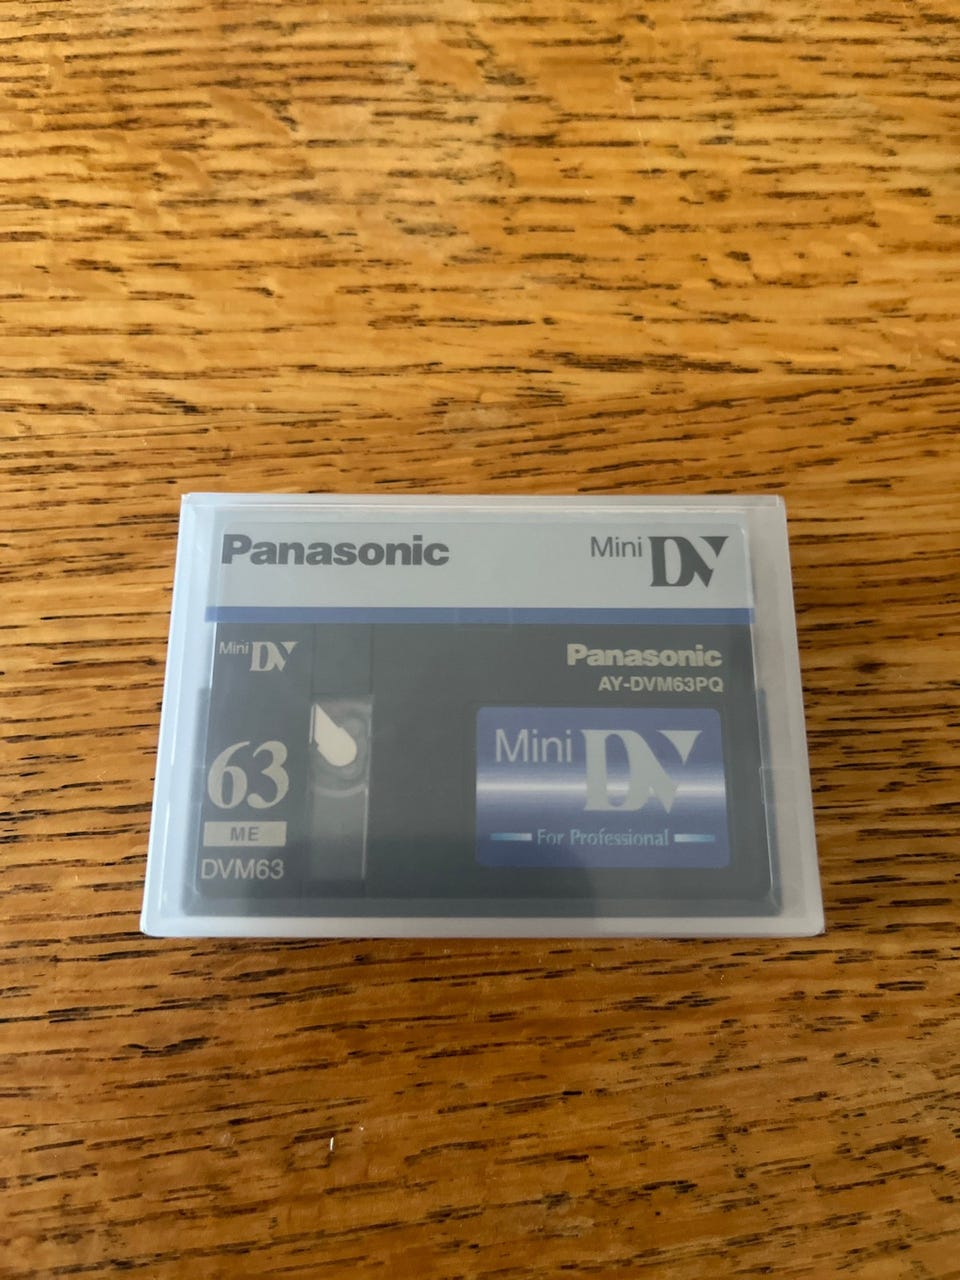 Panasonic
Mini DV
Mini DV
Panasonic
AY-DVM63PQ
63
ME
DVM63
Mini DV
For Professional